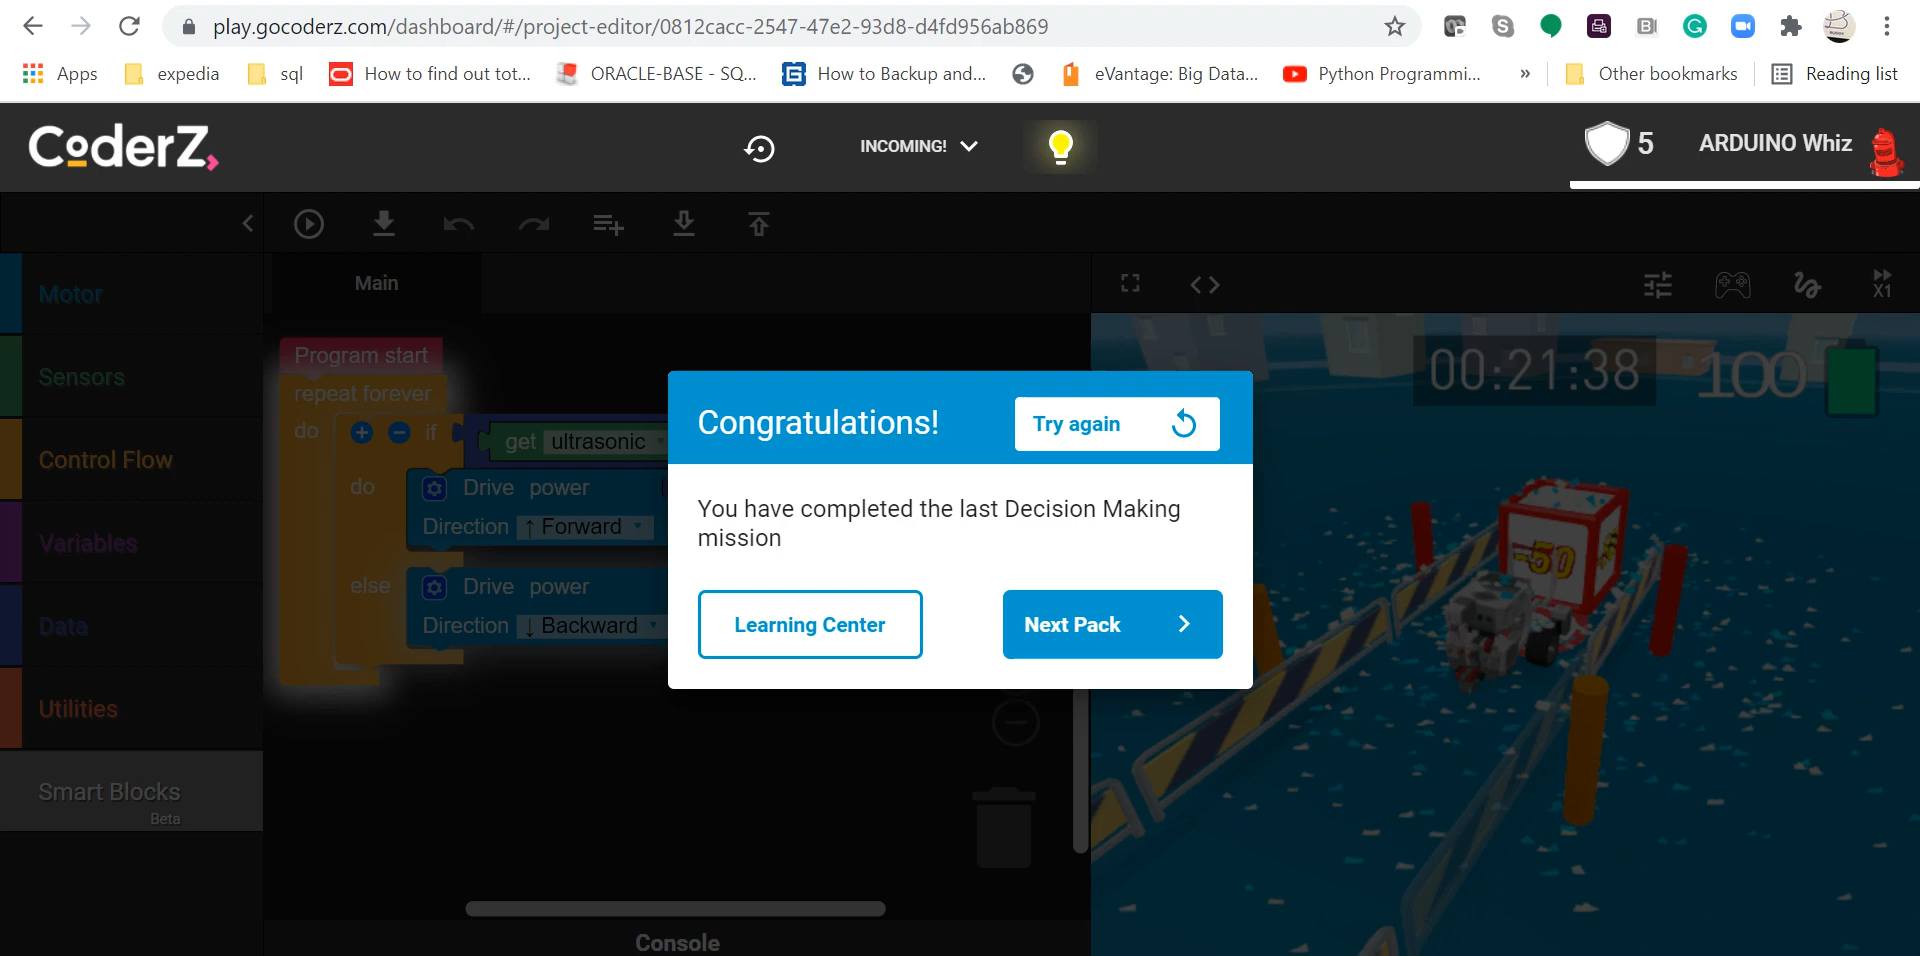 play.gocoderz.com/dashboard/#/project-editor/0812cacc-2547-47e2-93d8-d4fd956ab869
Apps expedia sql How to find out tot... ORACLE-BASE - SQ... How to Backup and... eVantage: Big Data... Python Programmi... » Other bookmarks Reading list
CoderZ
INCOMING!
5
ARDUINO Whiz
Main
X1
Motor
Sensors
Control Flow
Variables
Data
Utilities
Smart Blocks
Beta
Program start
repeat forever
do if get ultrasonic
do Drive power
Direction ↑ Forward
else Drive power
Direction ↓ Backward
00:21:38 100
-50
Congratulations!
Try again
You have completed the last Decision Making
mission
Learning Center
Next Pack
Console